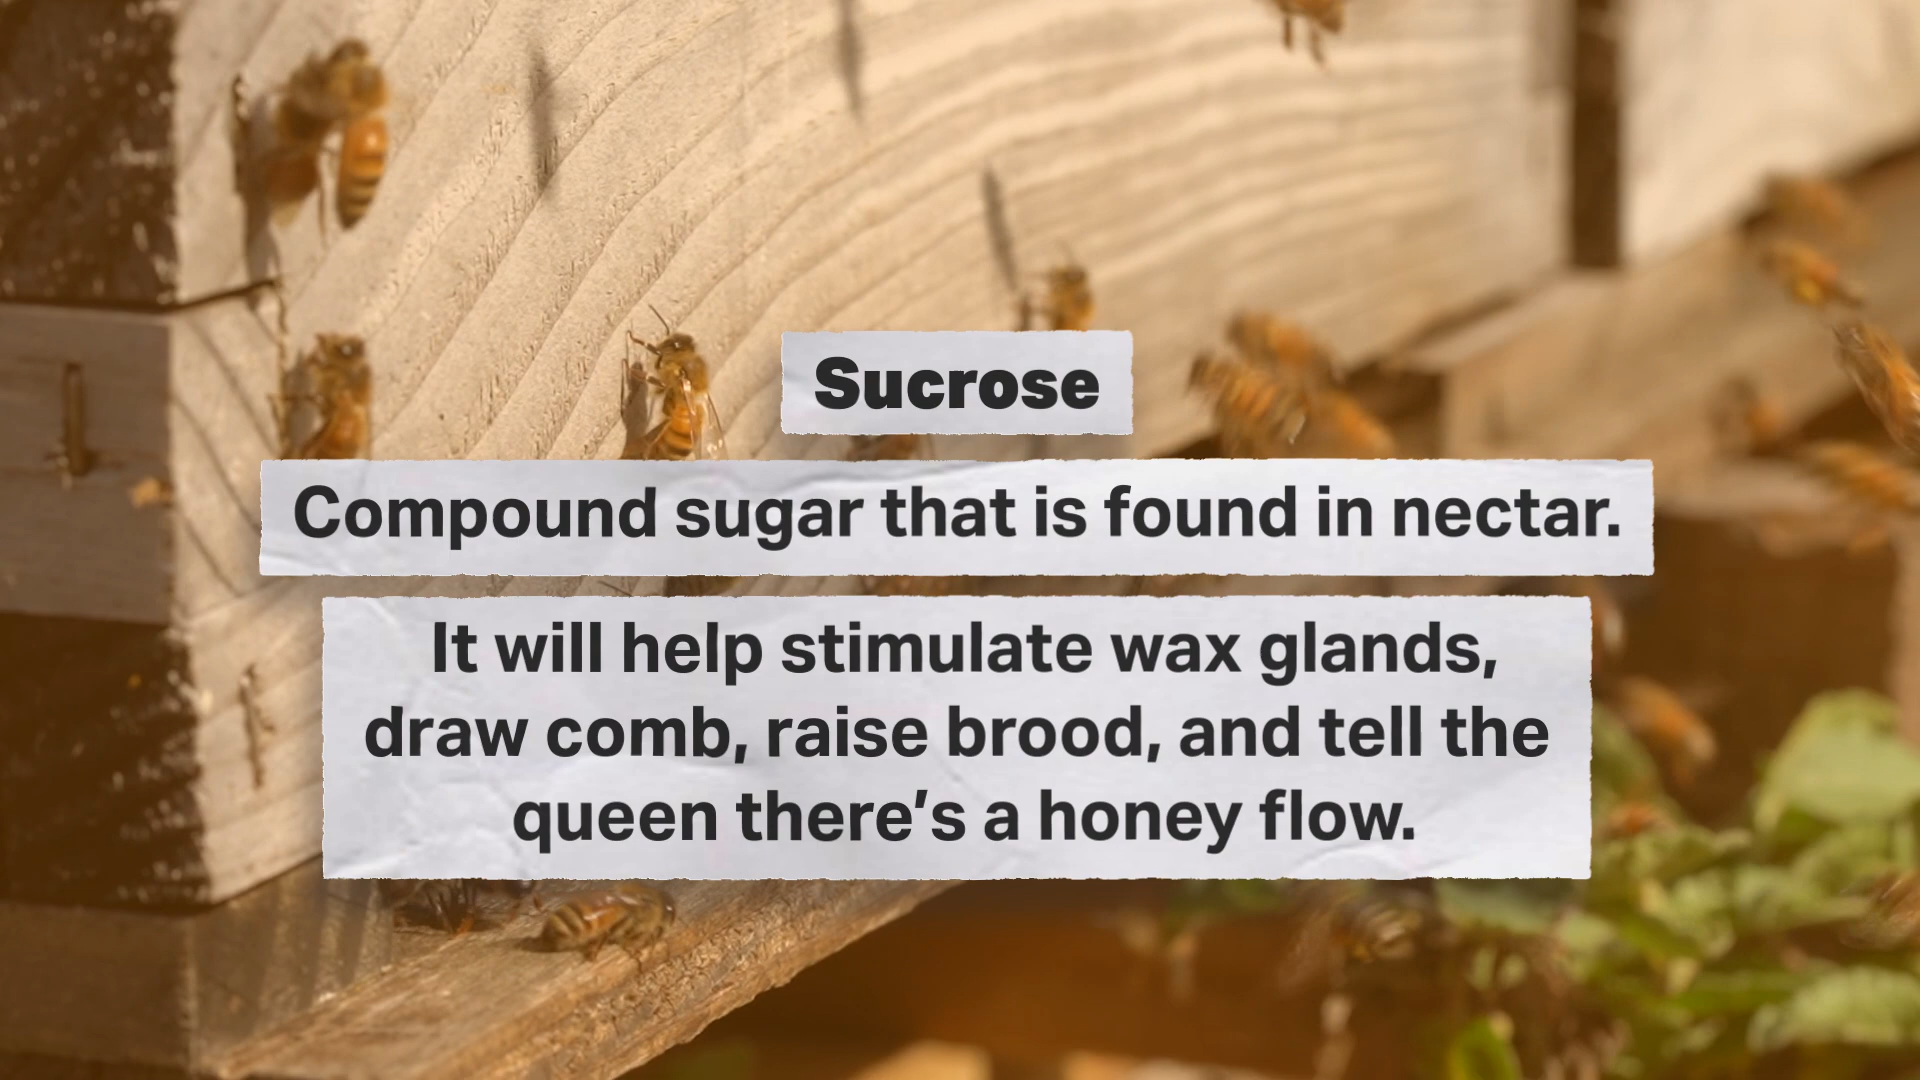 Sucrose
Compound sugar that is found in nectar.
It will help stimulate wax glands,
draw comb, raise brood, and tell the
queen there's a honey flow.